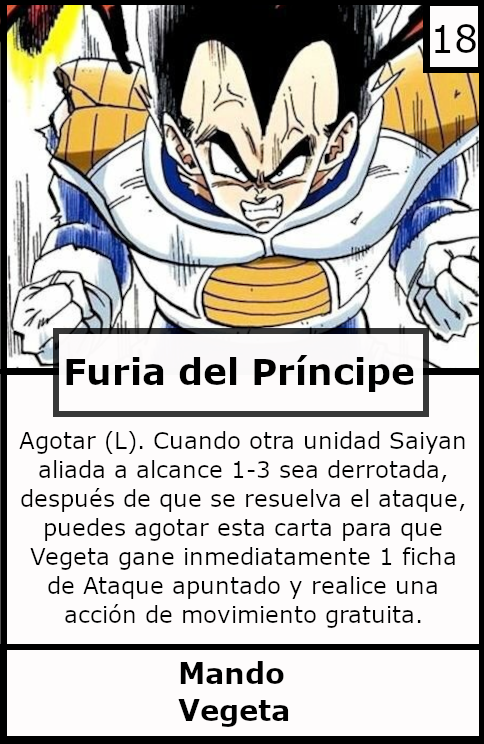 18
Furia del Príncipe
Agotar (L). Cuando otra unidad Saiyan
aliada a alcance 1-3 sea derrotada,
después de que se resuelva el ataque,
puedes agotar esta carta para que
Vegeta gane inmediatamente 1 ficha
de Ataque apuntado y realice una
acción de movimiento gratuita.
Mando
Vegeta